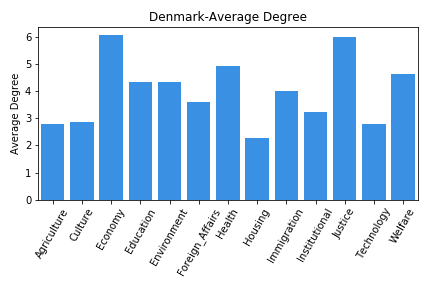 Denmark-Average Degree
Average Degree
6
5
4
3
2
1
0
Agriculture
Culture
Economy
Education
Environment
Foreign_Affairs
Health
Housing
Immigration
Institutional
Justice
Technology
Welfare